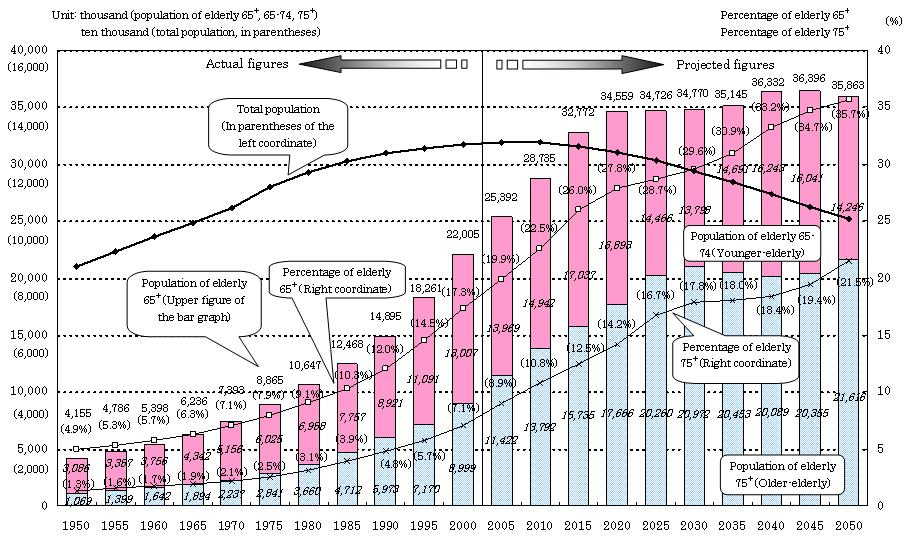 Unit: thousand (population of elderly 65+, 65-74, 75+)
ten thousand (total population, in parentheses)
Percentage of elderly 65+
Percentage of elderly 75+
(%)
40,000
(16,000)
35,000
(14,000)
30,000
(12,000)
25,000
(10,000)
20,000
(8,000)
15,000
(6,000)
10,000
(4,000)
5,000
(2,000)
0
40
35
30
25
20
15
10
5
0
Actual figures
Projected figures
Total population
(In parentheses of the
left coordinate)
Population of elderly
65+(Upper figure of
the bar graph)
Percentage of elderly
65+(Right coordinate)
Population of elderly 65-
74(Younger-elderly)
Percentage of elderly
75+(Right coordinate)
Population of elderly
75+(Older-elderly)
4,155 4,786 5,398 6,236 7,393 8,865 10,647 12,468 14,895 18,261 22,005 25,392 28,735 32,772 34,559 34,726 34,770 35,145 36,332 36,396 35,863
(4.9%) (5.3%) (5.7%) (6.3%) (7.1%) (7.9%) (9.1%) (10.3%) (12.0%) (14.5%) (17.3%) (19.9%) (22.5%) (26.0%) (27.8%) (28.7%) (29.6%) (30.9%) (33.2%) (34.7%) (35.7%)
3,086 3,387 3,756 4,342 5,156 6,025 6,988 7,757 8,921 11,091 13,007 13,969 14,942 17,037 16,893 14,466 13,798 14,693 16,243 16,041 14,246
(1.3%) (1.6%) (1.7%) (1.9%) (2.1%) (2.5%) (3.1%) (3.9%) (4.8%) (5.7%) (7.1%) (8.9%) (10.8%) (12.5%) (14.2%) (16.7%) (17.8%) (18.0%) (18.4%) (19.4%) (21.5%)
1,069 1,399 1,642 1,894 2,237 2,841 3,660 4,712 5,973 7,170 8,999 11,422 13,792 15,735 17,666 20,260 20,972 20,453 20,089 20,355 21,616
1950 1955 1960 1965 1970 1975 1980 1985 1990 1995 2000 2005 2010 2015 2020 2025 2030 2035 2040 2045 2050